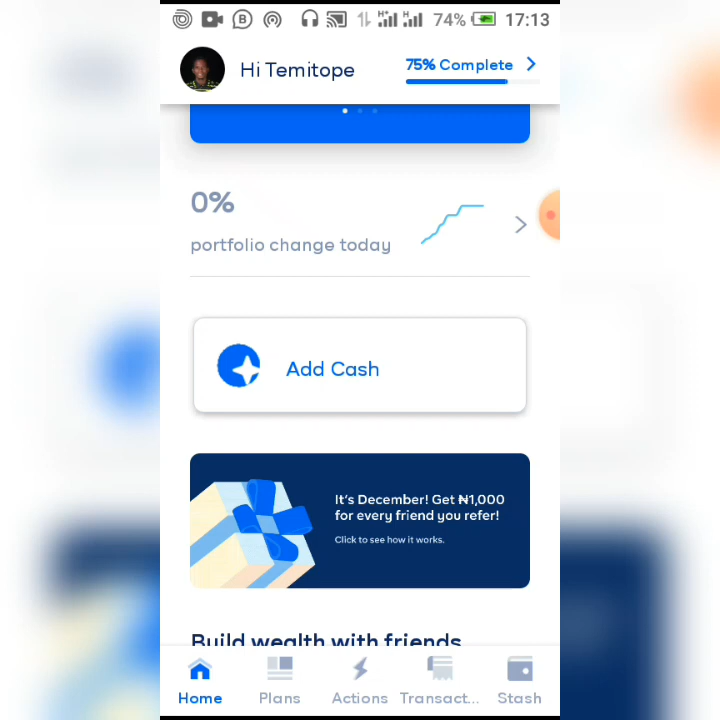 B 74% 17:13
Hi Temitope
75% Complete
0%
portfolio change today
Add Cash
It's December! Get ₦1,000
for every friend you refer!
Click to see how it works.
Build wealth with friends
Home Plans Actions Transact... Stash